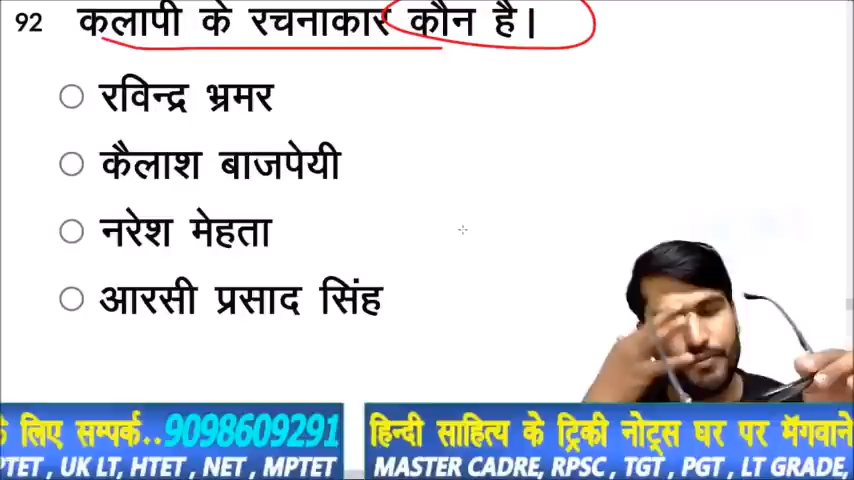 92 कलापी के रचनाकार कौन है।
रविन्द्र भ्रमर
कैलाश बाजपेयी
नरेश मेहता
आरसी प्रसाद सिंह
लिए सम्पर्क..9098609291 हिन्दी साहित्य के ट्रिकी नोट्स घर पर मॅगवाने
PTET , UK LT, HTET , NET , MPTET MASTER CADRE, RPSC , TGT , PGT , LT GRADE,